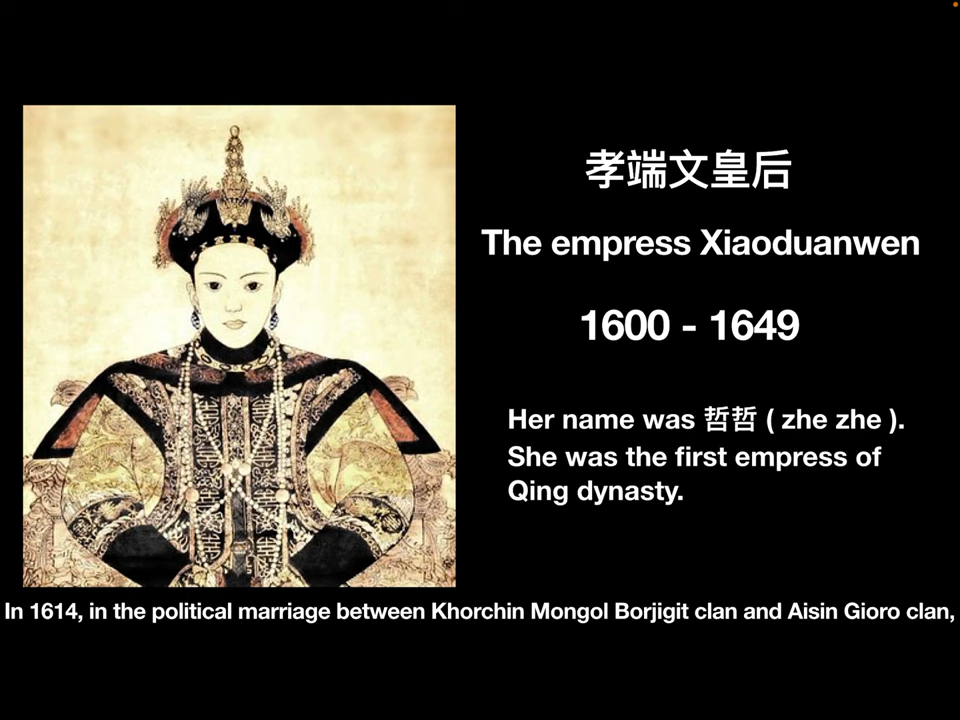 孝端文皇后
The empress Xiaoduanwen
1600 - 1649
Her name was 哲哲 ( zhe zhe ).
She was the first empress of
Qing dynasty.
In 1614, in the political marriage between Khorchin Mongol Borjigit clan and Aisin Gioro clan,